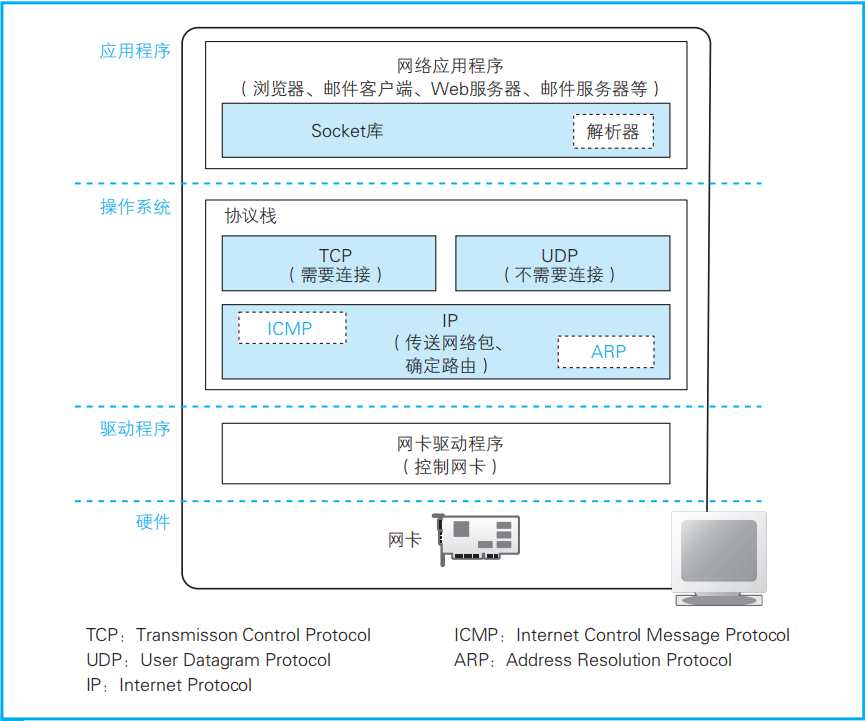 应用程序
网络应用程序
（浏览器、邮件客户端、Web服务器、邮件服务器等）
Socket库
解析器
操作系统
协议栈
TCP
（需要连接）
UDP
（不需要连接）
ICMP
IP
（传送网络包、
确定路由）
ARP
驱动程序
网卡驱动程序
（控制网卡）
硬件
网卡
TCP：Transmisson Control Protocol
UDP：User Datagram Protocol
IP：Internet Protocol
ICMP：Internet Control Message Protocol
ARP：Address Resolution Protocol